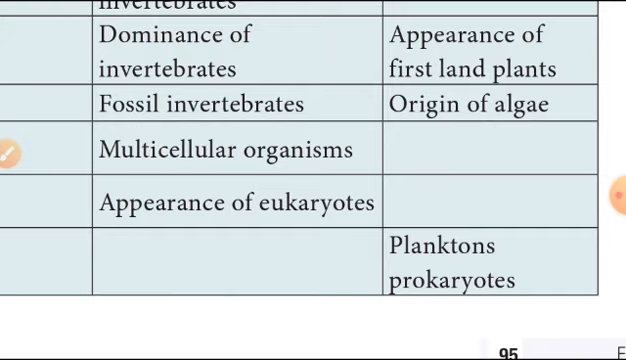 invertebrates
Dominance of
invertebrates
Appearance of
first land plants
Fossil invertebrates
Origin of algae
Multicellular organisms
Appearance of eukaryotes
Planktons
prokaryotes
95